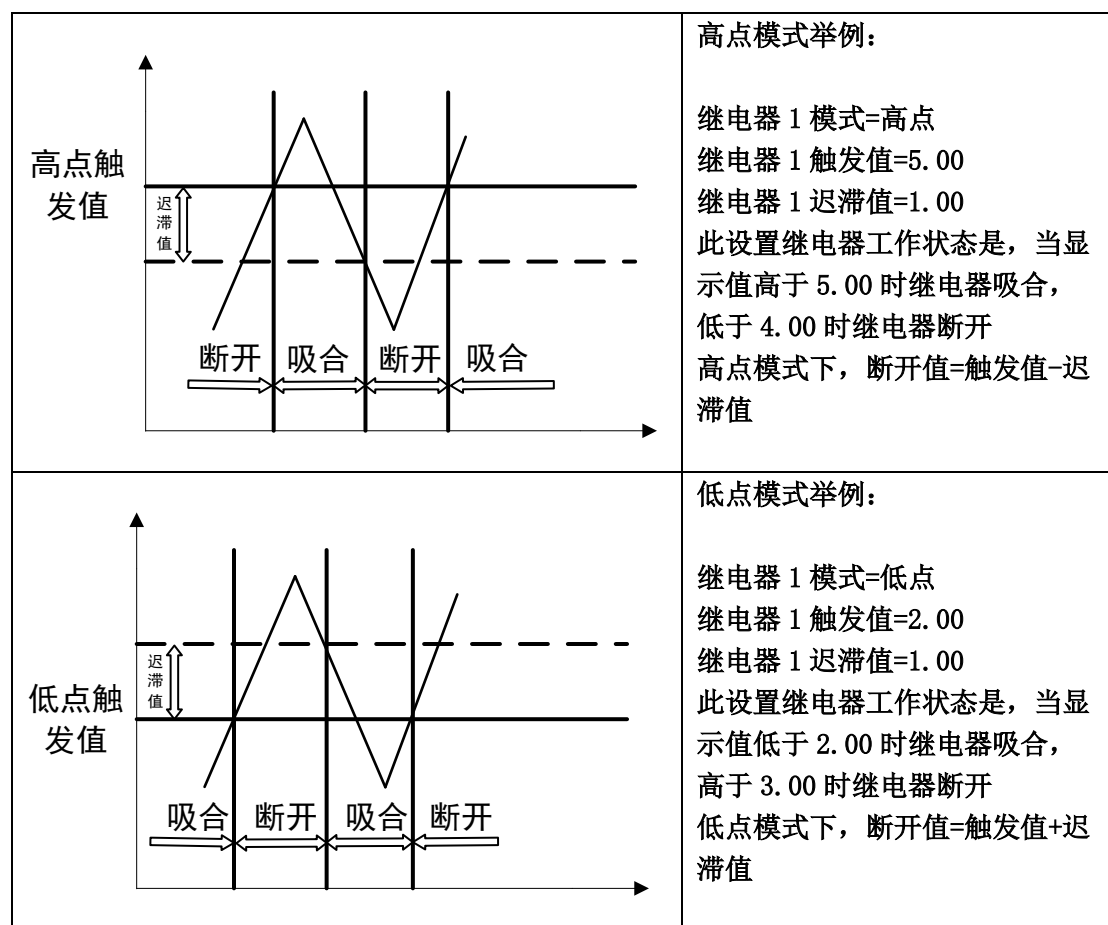 高点触
发值
迟
滞
值
断开 吸合 断开 吸合
高点模式举例：
继电器 1 模式=高点
继电器 1 触发值=5.00
继电器 1 迟滞值=1.00
此设置继电器工作状态是，当显
示值高于 5.00 时继电器吸合，
低于 4.00 时继电器断开
高点模式下，断开值=触发值-迟
滞值
低点触
发值
迟
滞
值
吸合 断开 吸合 断开
低点模式举例：
继电器 1 模式=低点
继电器 1 触发值=2.00
继电器 1 迟滞值=1.00
此设置继电器工作状态是，当显
示值低于 2.00 时继电器吸合，
高于 3.00 时继电器断开
低点模式下，断开值=触发值+迟
滞值